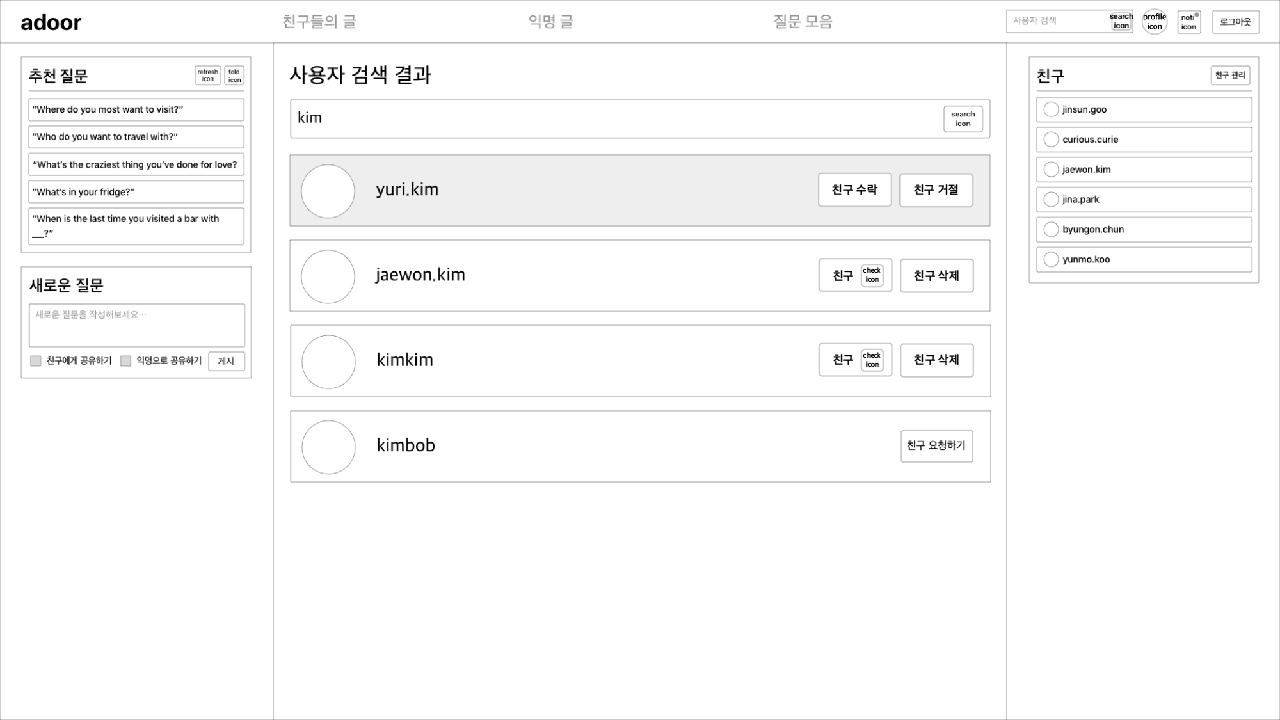 adoor
친구들의 글
익명 글
질문 모음
사용자 검색
search icon
profile icon
noti icon
로그아웃
추천 질문
refresh icon
fold icon
"Where do you most want to visit?"
"Who do you want to travel with?"
"What's the craziest thing you've done for love?
"What's in your fridge?"
"When is the last time you visited a bar with
__?"
새로운 질문
새로운 질문을 작성해보세요…
친구에게 공유하기
익명으로 공유하기
게시
사용자 검색 결과
kim
search icon
yuri.kim
친구 수락
친구 거절
jaewon.kim
친구
check icon
친구 삭제
kimkim
친구
check icon
친구 삭제
kimbob
친구 요청하기
친구
친구 관리
jinsun.goo
curious.curie
jaewon.kim
jina.park
byungon.chun
yunmo.koo